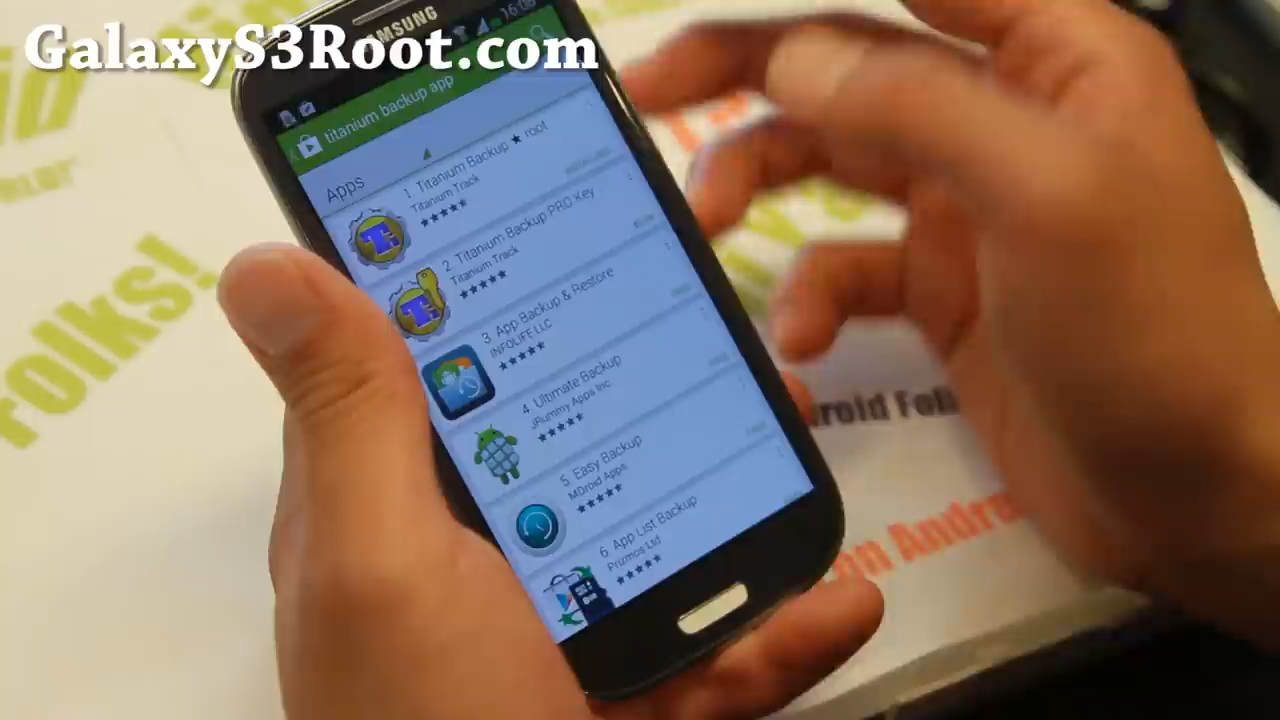 GalaxyS3Root.com
SAMSUNG
16:08
titanium backup app
Apps
1. Titanium Backup ★ root
Titanium Track
2. Titanium Backup PRO Key
Titanium Track
3. App Backup & Restore
INFOLIFE LLC
4. Ultimate Backup
JRummy Apps Inc.
5. Easy Backup
MDroid Apps
6. App List Backup
Prizmos Ltd
folks!